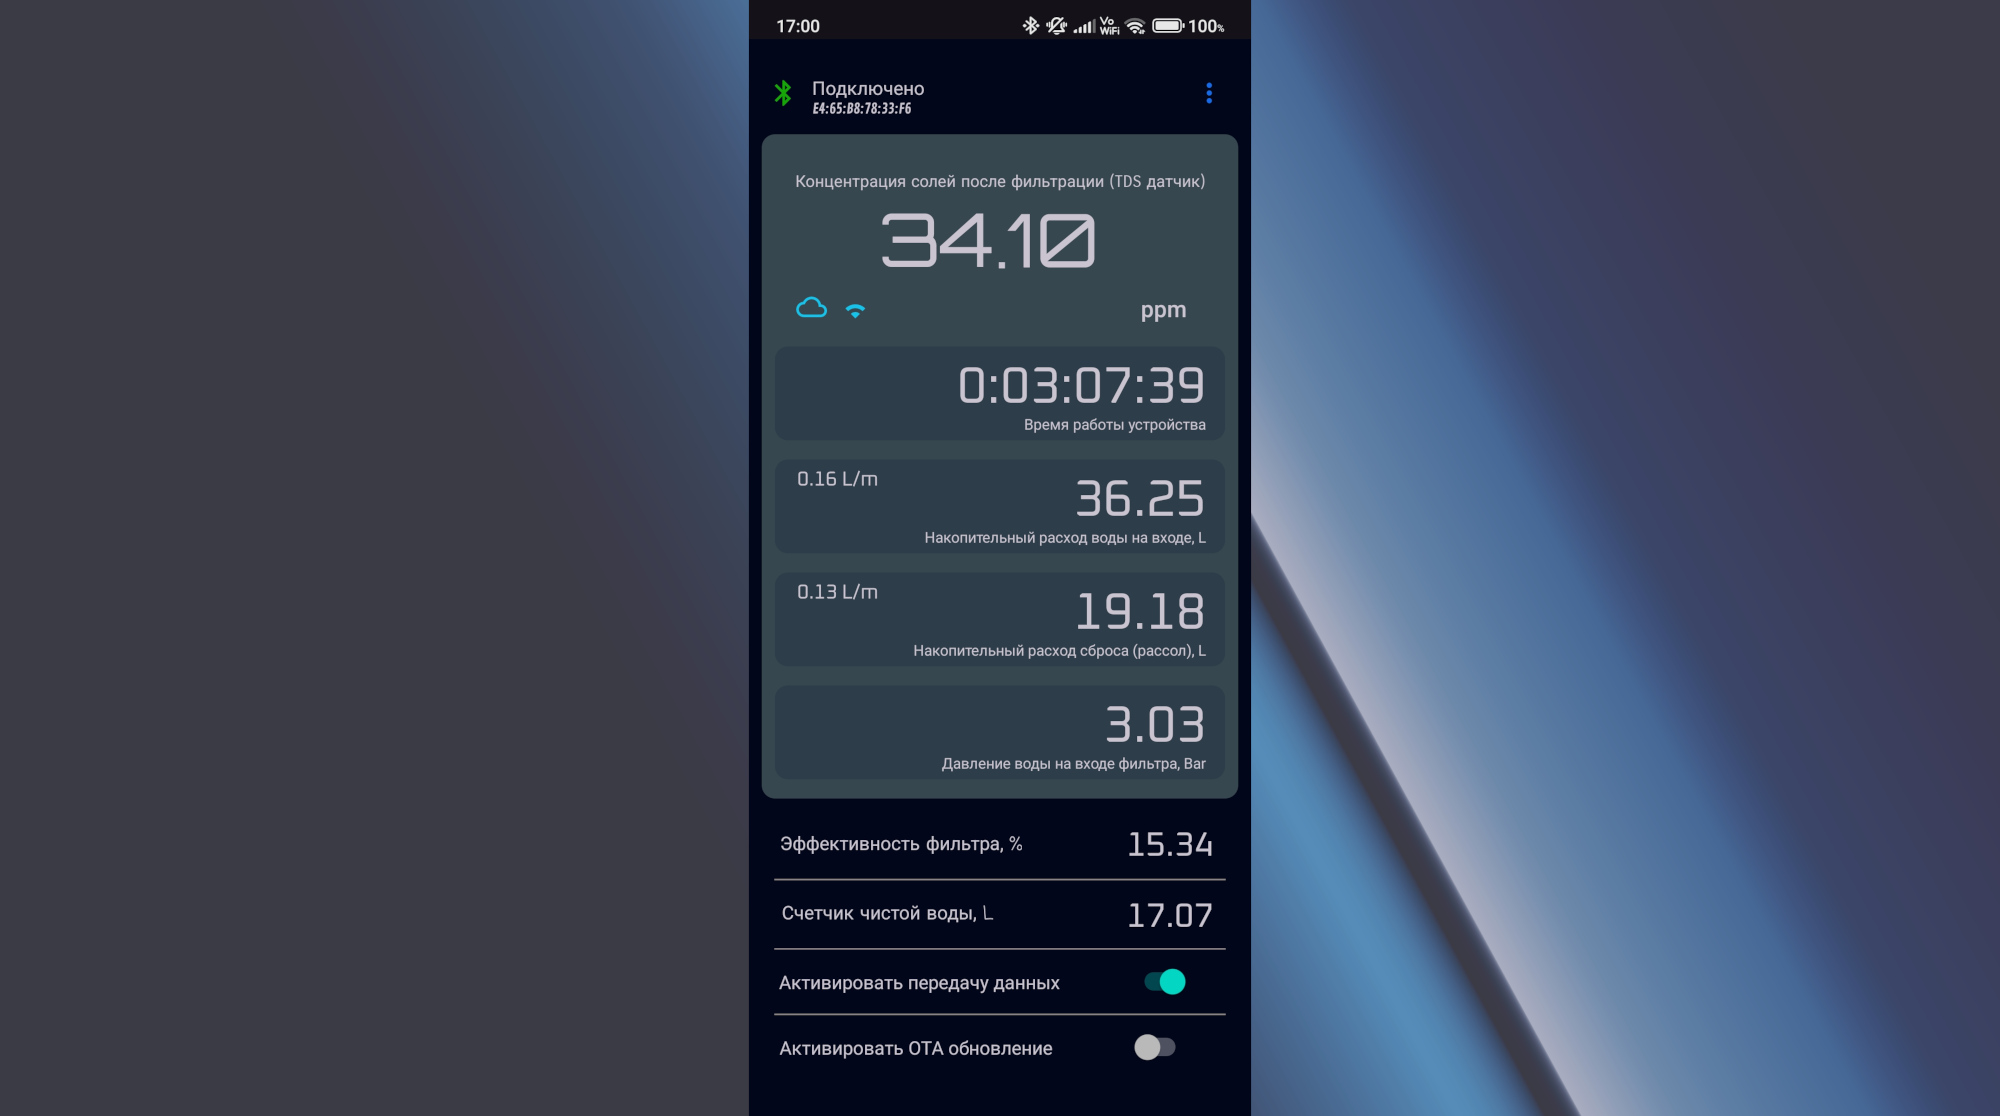 17:00 Vo WiFi 100%
Подключено
E4:65:B8:78:33:F6
Концентрация солей после фильтрации (TDS датчик)
34.10
ppm
0:03:07:39
Время работы устройства
0.16 L/m
36.25
Накопительный расход воды на входе, L
0.13 L/m
19.18
Накопительный расход сброса (рассол), L
3.03
Давление воды на входе фильтра, Bar
Эффективность фильтра, % 15.34
Счетчик чистой воды, L 17.07
Активировать передачу данных
Активировать OTA обновление